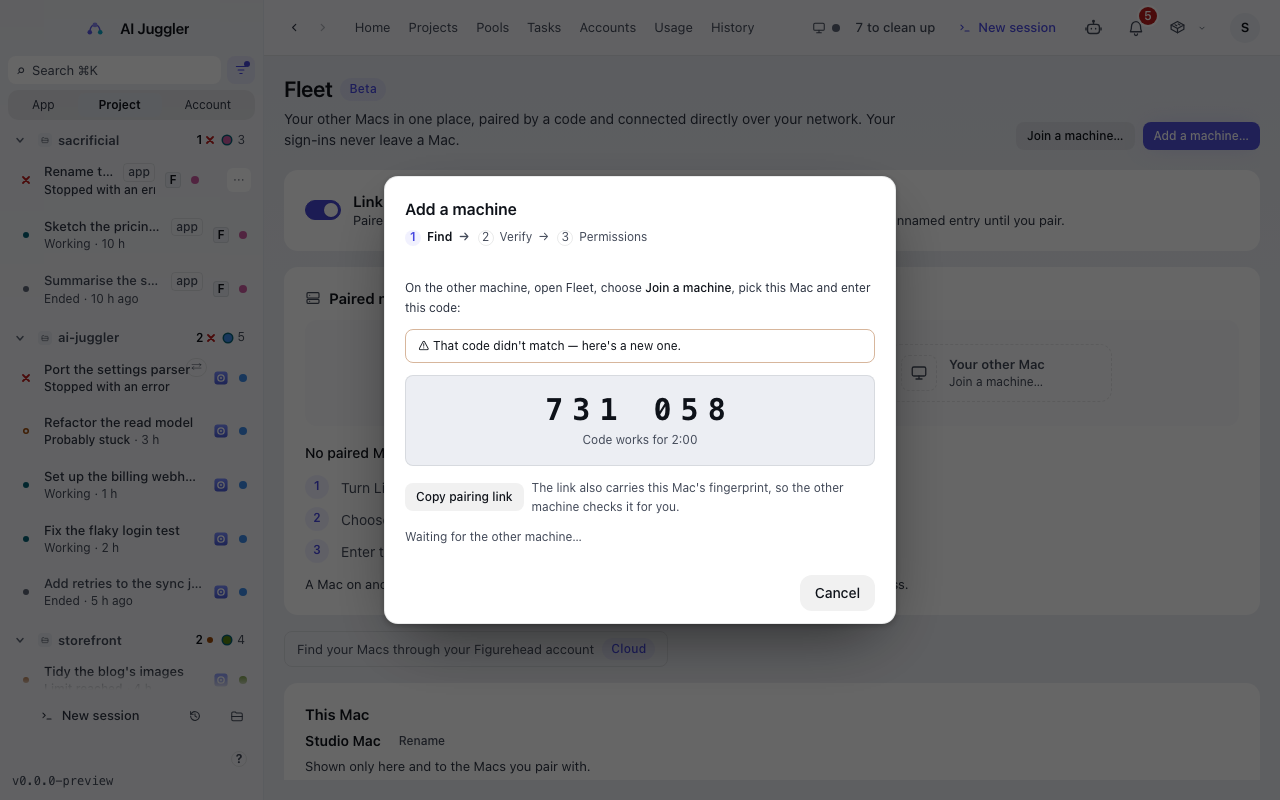 AI Juggler
Search ⌘K
App Project Account
sacrificial 1 3
Rename t... app F ...
Stopped with an err
Sketch the pricin... app F
Working · 10 h
Summarise the s... app F
Ended · 10 h ago
ai-juggler 2 5
Port the settings parser
Stopped with an error
Refactor the read model
Probably stuck · 3 h
Set up the billing webh...
Working · 1 h
Fix the flaky login test
Working · 2 h
Add retries to the sync j...
Ended · 5 h ago
storefront 2 4
Tidy the blog's images
New session
?
v0.0.0-preview
Home Projects Pools Tasks Accounts Usage History
7 to clean up
New session
5
S
Fleet Beta
Your other Macs in one place, paired by a code and connected directly over your network. Your
sign-ins never leave a Mac.
Join a machine... Add a machine...
Link
Paire nnamed entry until you pair.
Paired
Your other Mac
Join a machine...
No paired M
1 Turn Li
2 Choos
3 Enter t
A Mac on ano s.
Add a machine
1 Find → 2 Verify → 3 Permissions
On the other machine, open Fleet, choose Join a machine, pick this Mac and enter
this code:
⚠ That code didn't match — here's a new one.
731 058
Code works for 2:00
Copy pairing link
The link also carries this Mac's fingerprint, so the other
machine checks it for you.
Waiting for the other machine...
Cancel
Find your Macs through your Figurehead account Cloud
This Mac
Studio Mac Rename
Shown only here and to the Macs you pair with.